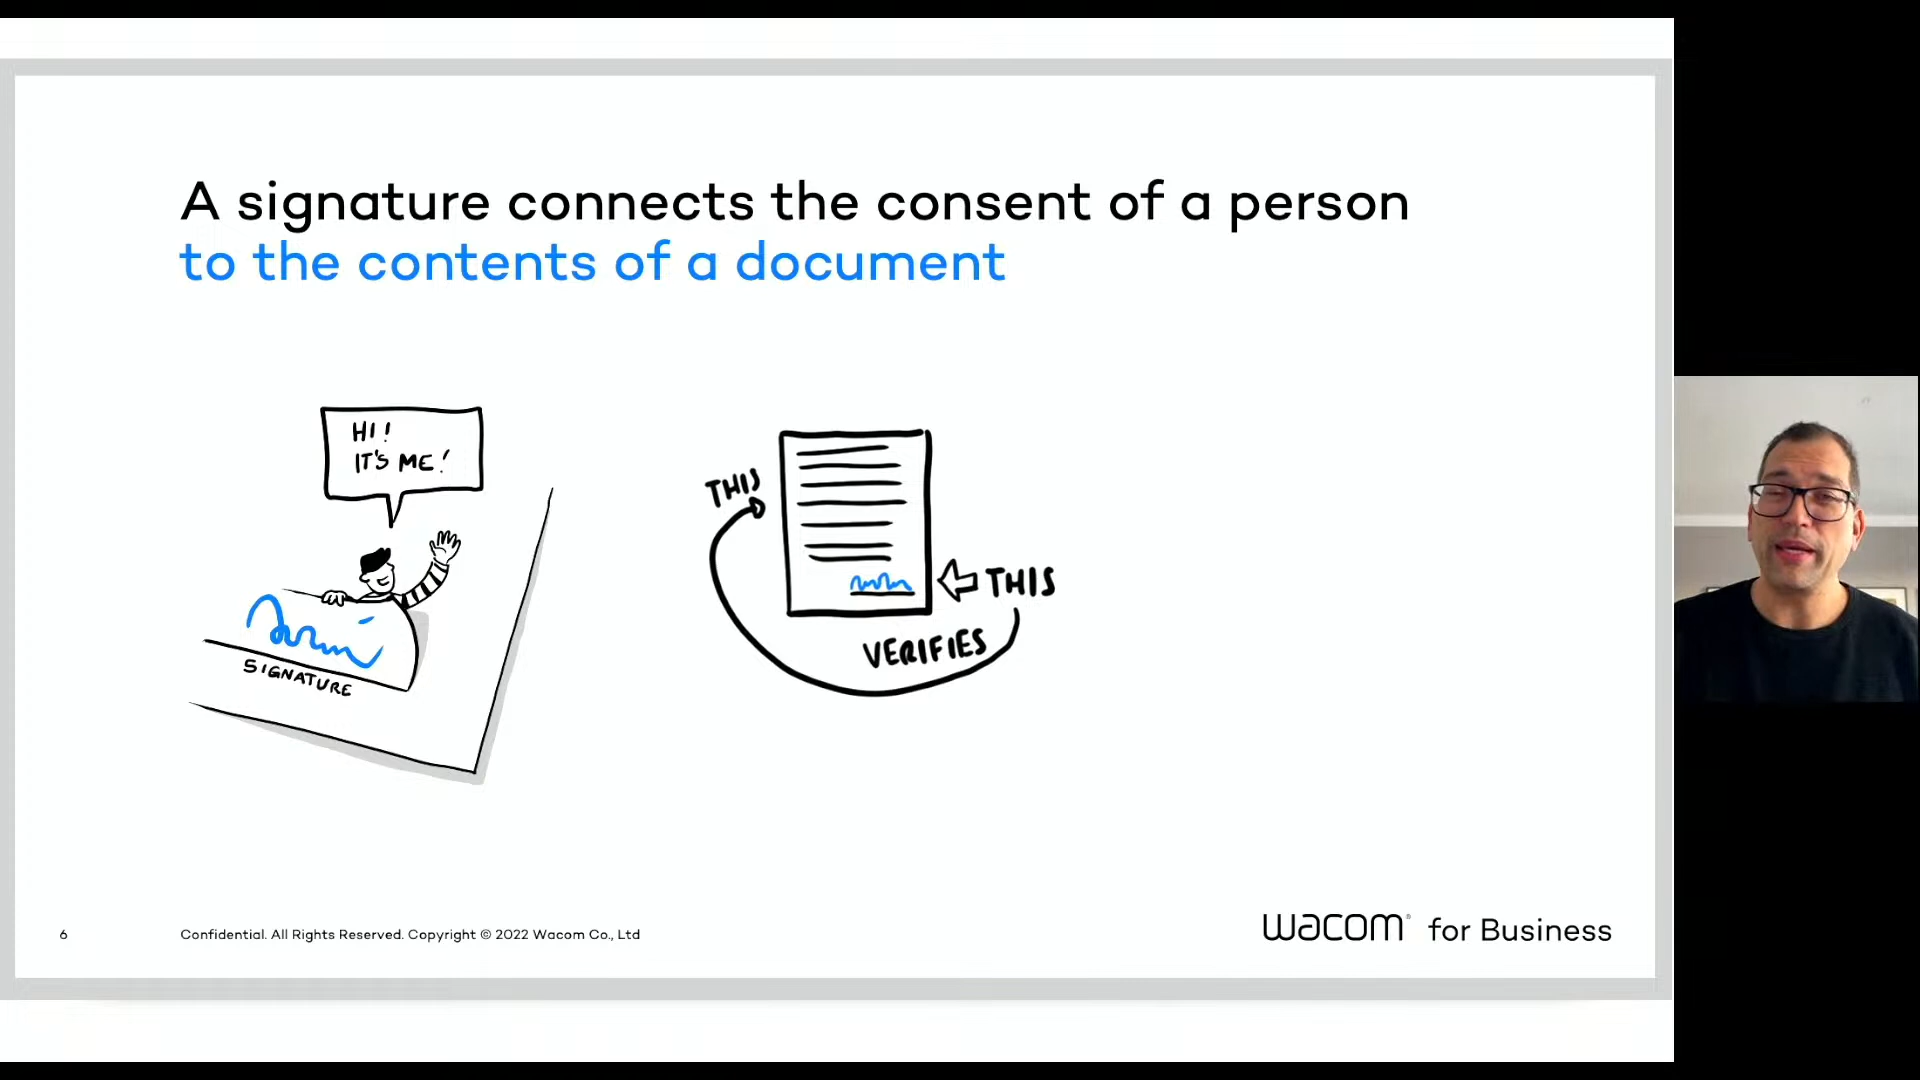 A signature connects the consent of a person
to the contents of a document
HI!
IT'S ME!
SIGNATURE
THIS
THIS
VERIFIES
6
Confidential. All Rights Reserved. Copyright © 2022 Wacom Co., Ltd
wacom® for Business